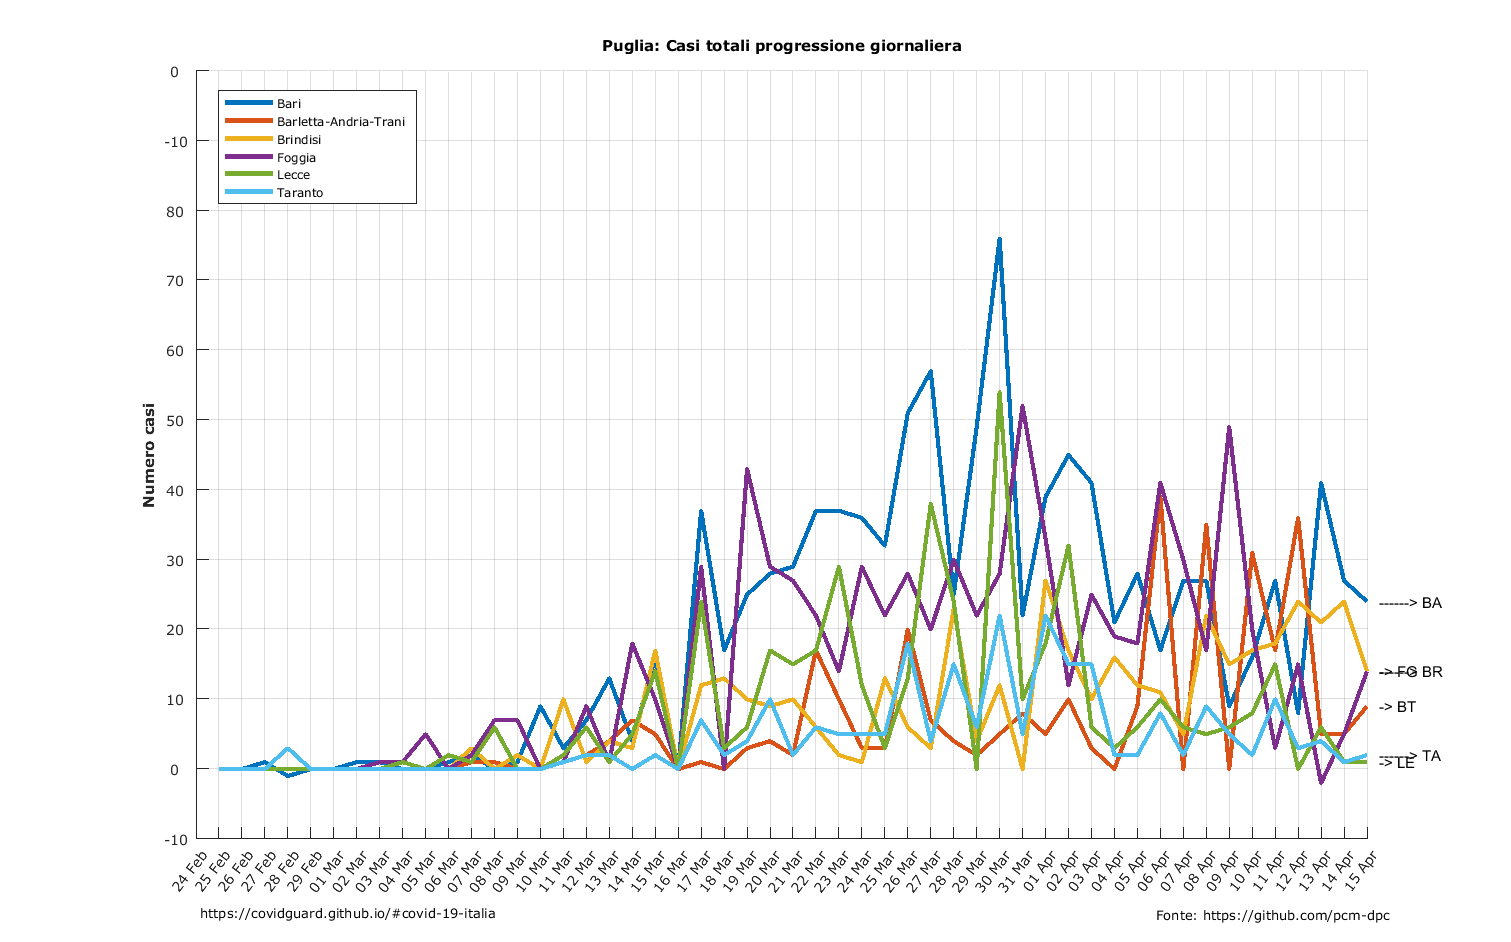 Puglia: Casi totali progressione giornaliera
0
-10
80
70
60
50
40
30
20
10
0
-10
Numero casi
Bari
Barletta-Andria-Trani
Brindisi
Foggia
Lecce
Taranto
------> BA
-> FG
------> BR
-> BT
------> TA
-> LE
24 Feb
25 Feb
26 Feb
27 Feb
28 Feb
29 Feb
01 Mar
02 Mar
03 Mar
04 Mar
05 Mar
06 Mar
07 Mar
08 Mar
09 Mar
10 Mar
11 Mar
12 Mar
13 Mar
14 Mar
15 Mar
16 Mar
17 Mar
18 Mar
19 Mar
20 Mar
21 Mar
22 Mar
23 Mar
24 Mar
25 Mar
26 Mar
27 Mar
28 Mar
29 Mar
30 Mar
31 Mar
01 Apr
02 Apr
03 Apr
04 Apr
05 Apr
06 Apr
07 Apr
08 Apr
09 Apr
10 Apr
11 Apr
12 Apr
13 Apr
14 Apr
15 Apr
https://covidguard.github.io/#covid-19-italia
Fonte: https://github.com/pcm-dpc